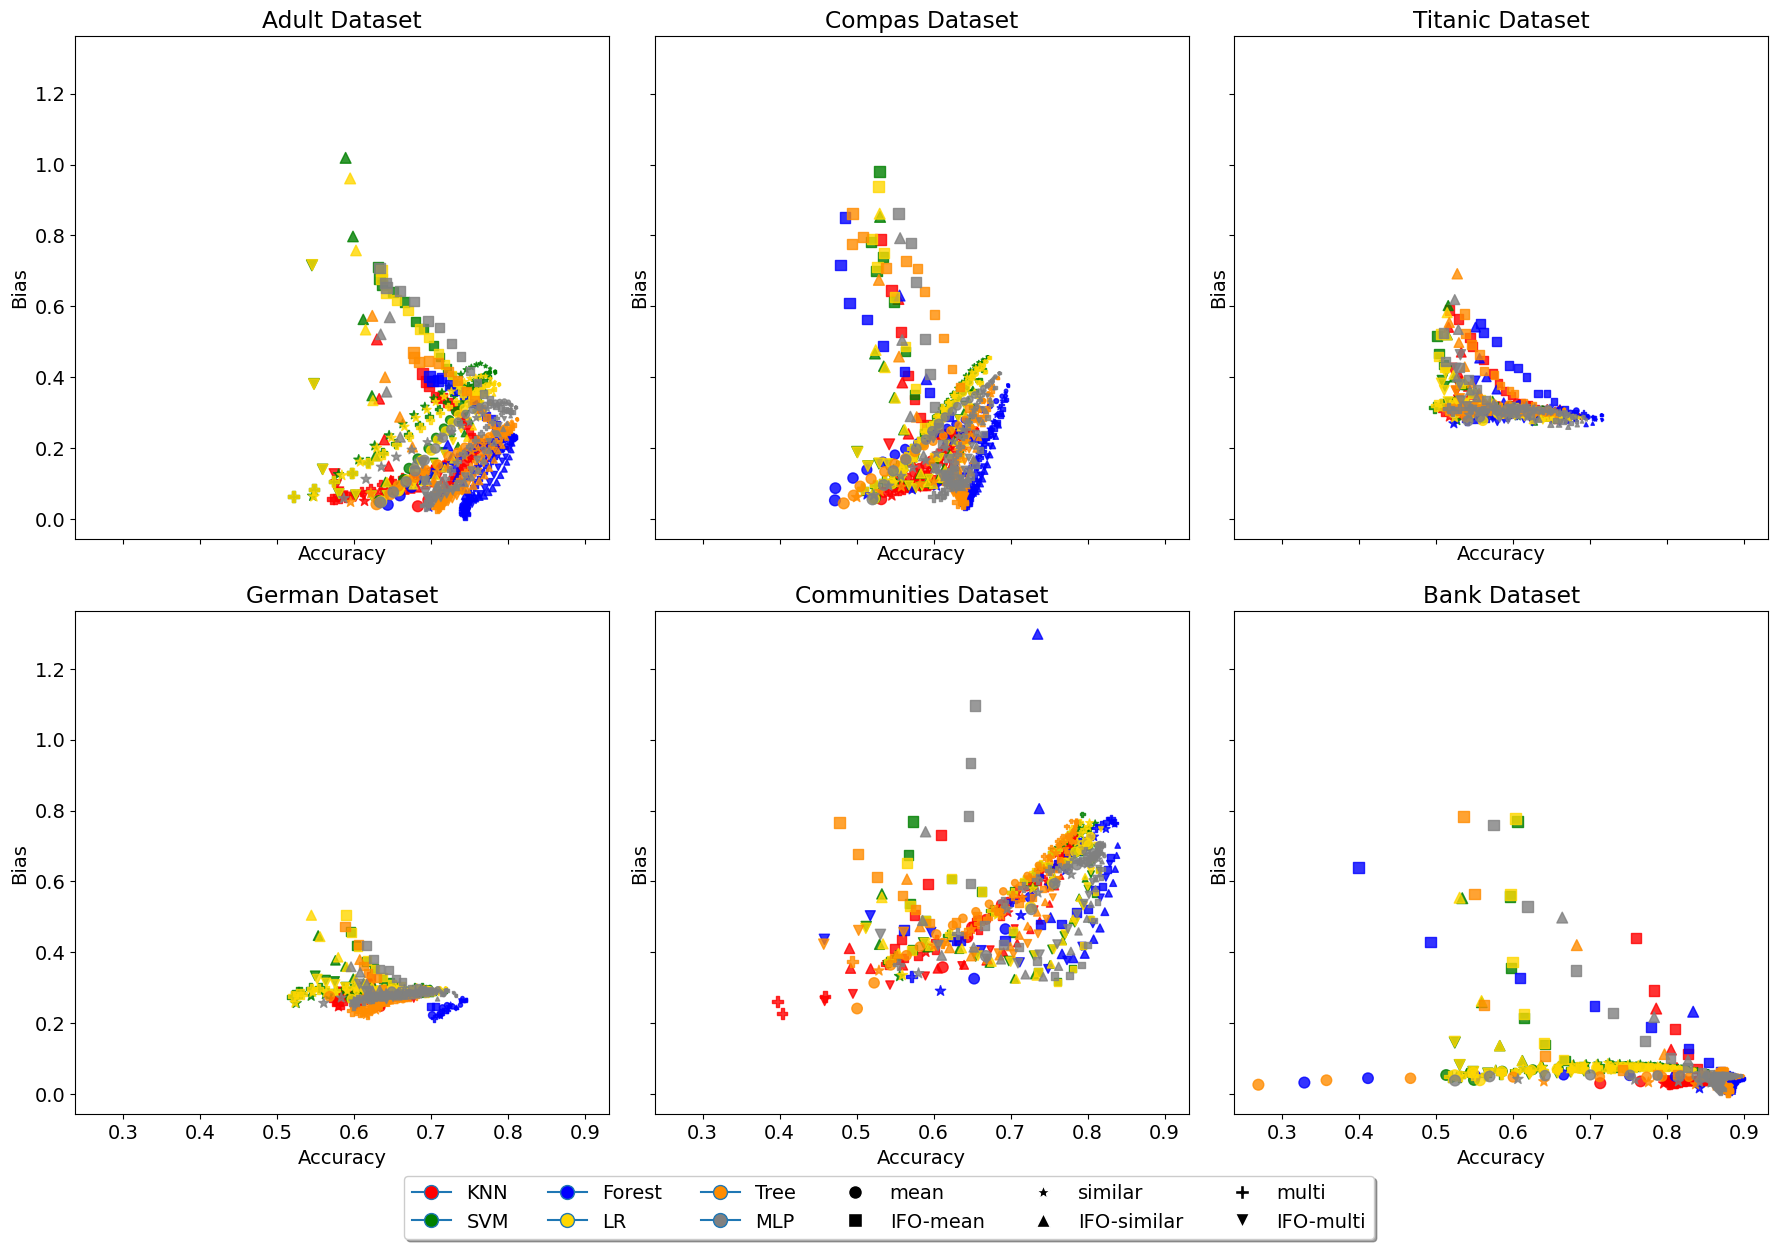 Adult Dataset
Compas Dataset
Titanic Dataset
Bias
1.2
1.0
0.8
0.6
0.4
0.2
0.0
Bias
Bias
Accuracy
Accuracy
Accuracy
German Dataset
Communities Dataset
Bank Dataset
Bias
1.2
1.0
0.8
0.6
0.4
0.2
0.0
Bias
Bias
0.3 0.4 0.5 0.6 0.7 0.8 0.9
0.3 0.4 0.5 0.6 0.7 0.8 0.9
0.3 0.4 0.5 0.6 0.7 0.8 0.9
Accuracy
Accuracy
Accuracy
KNN Forest Tree mean similar multi
SVM LR MLP IFO-mean IFO-similar IFO-multi